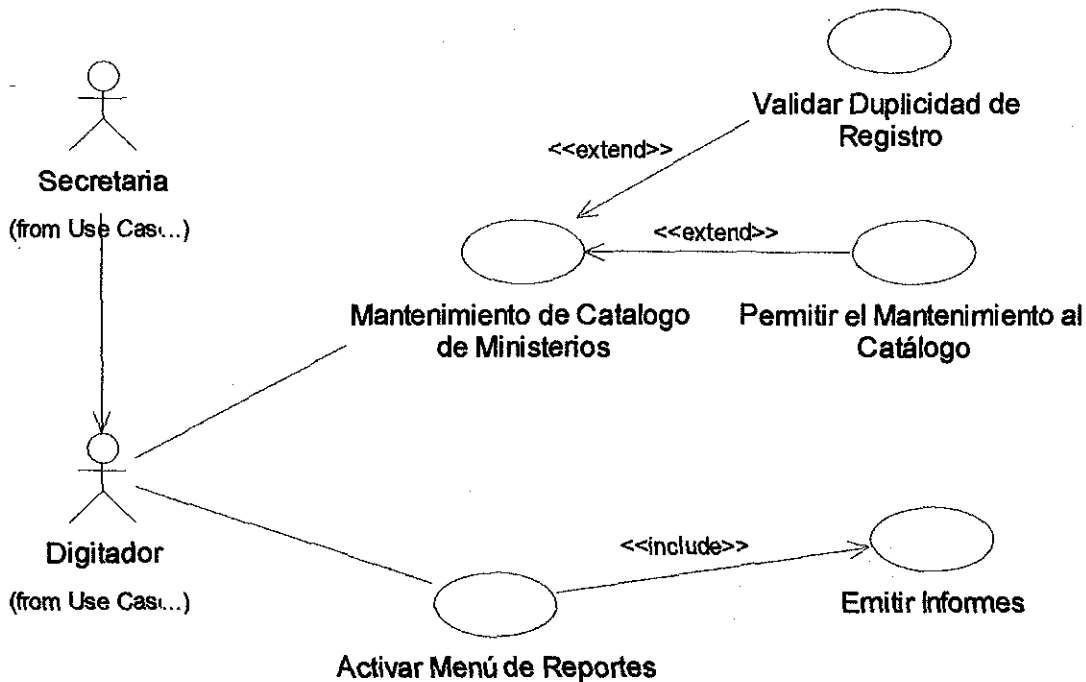 Validar Duplicidad de
Registro
<<extend>>
Secretaria
(from Use Cas...)
<<extend>>
Mantenimiento de Catalogo
de Ministerios
Permitir el Mantenimiento al
Catálogo
Digitador
(from Use Cas...)
<<include>>
Emitir Informes
Activar Menú de Reportes